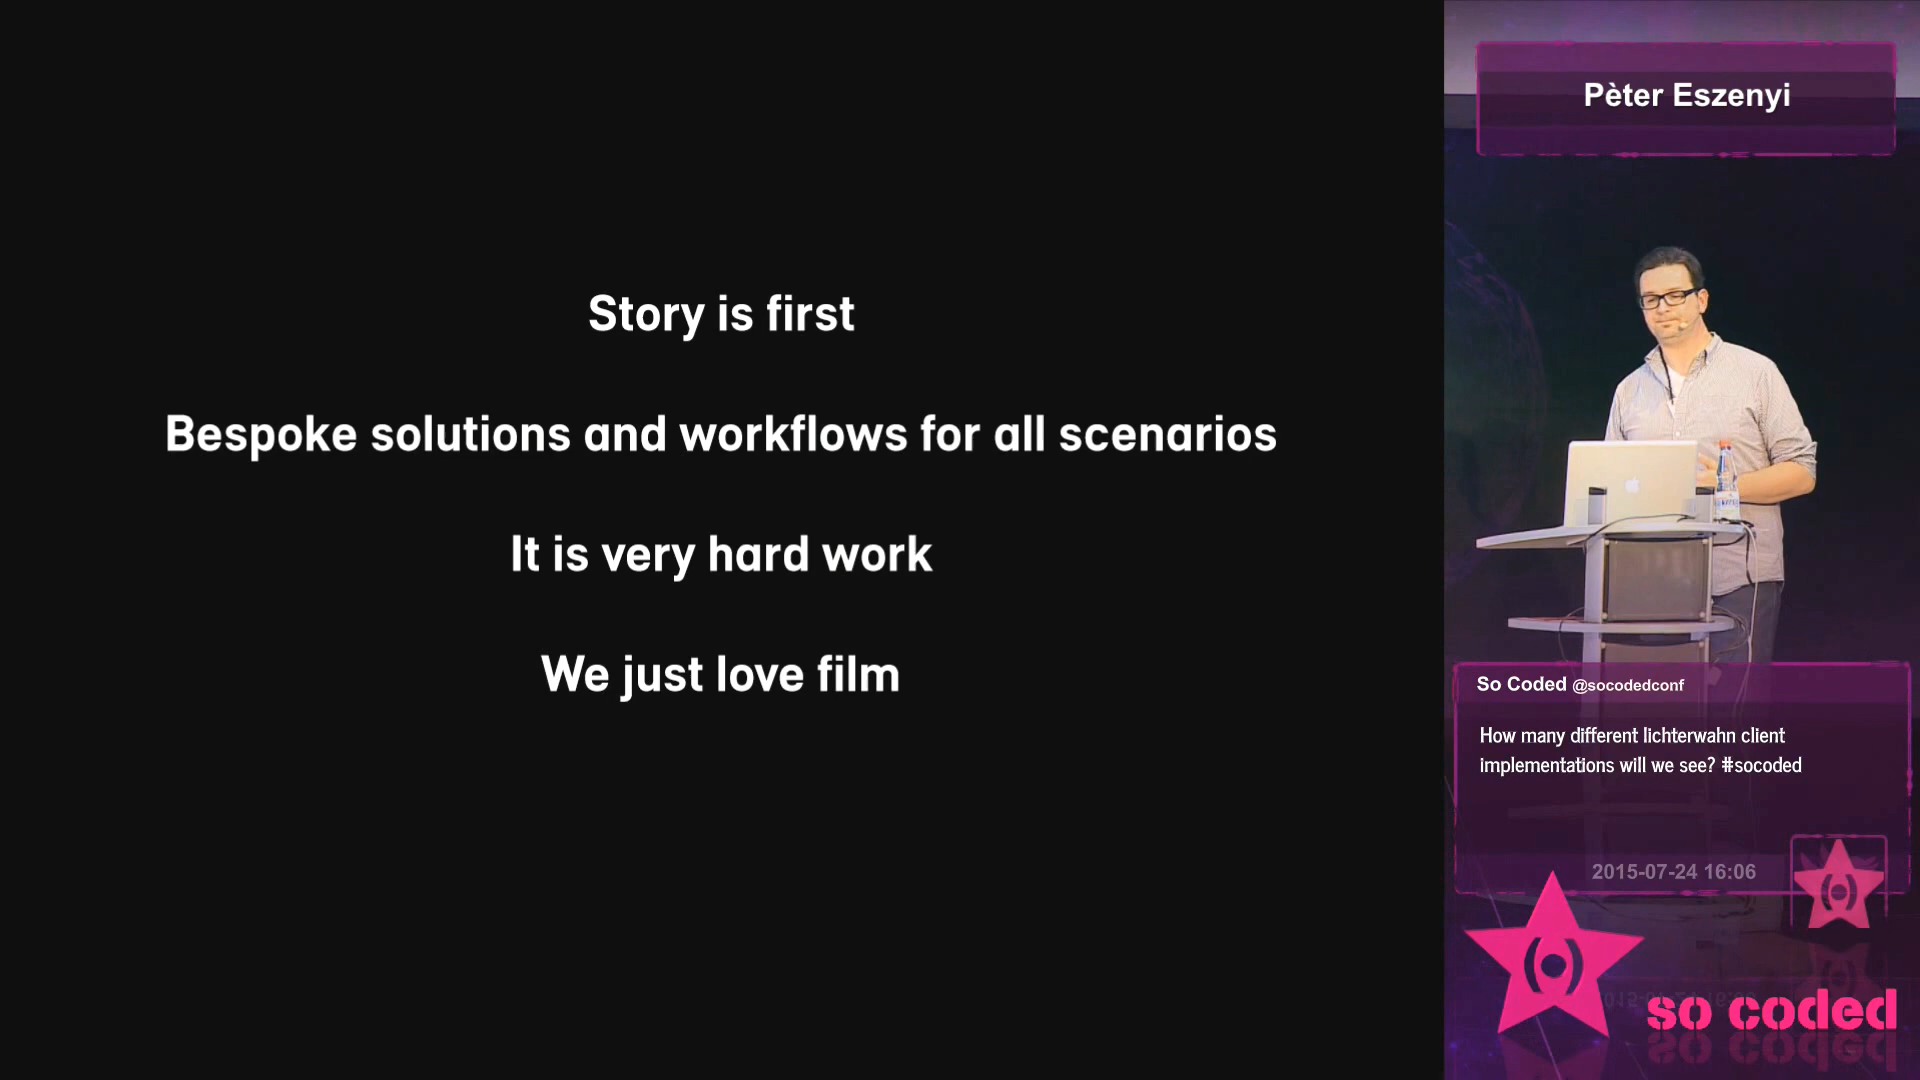 Story is first
Bespoke solutions and workflows for all scenarios
It is very hard work
We just love film
Pèter Eszenyi
So Coded @socodedconf
How many different lichterwahn client
implementations will we see? #socoded
2015-07-24 16:06
so coded